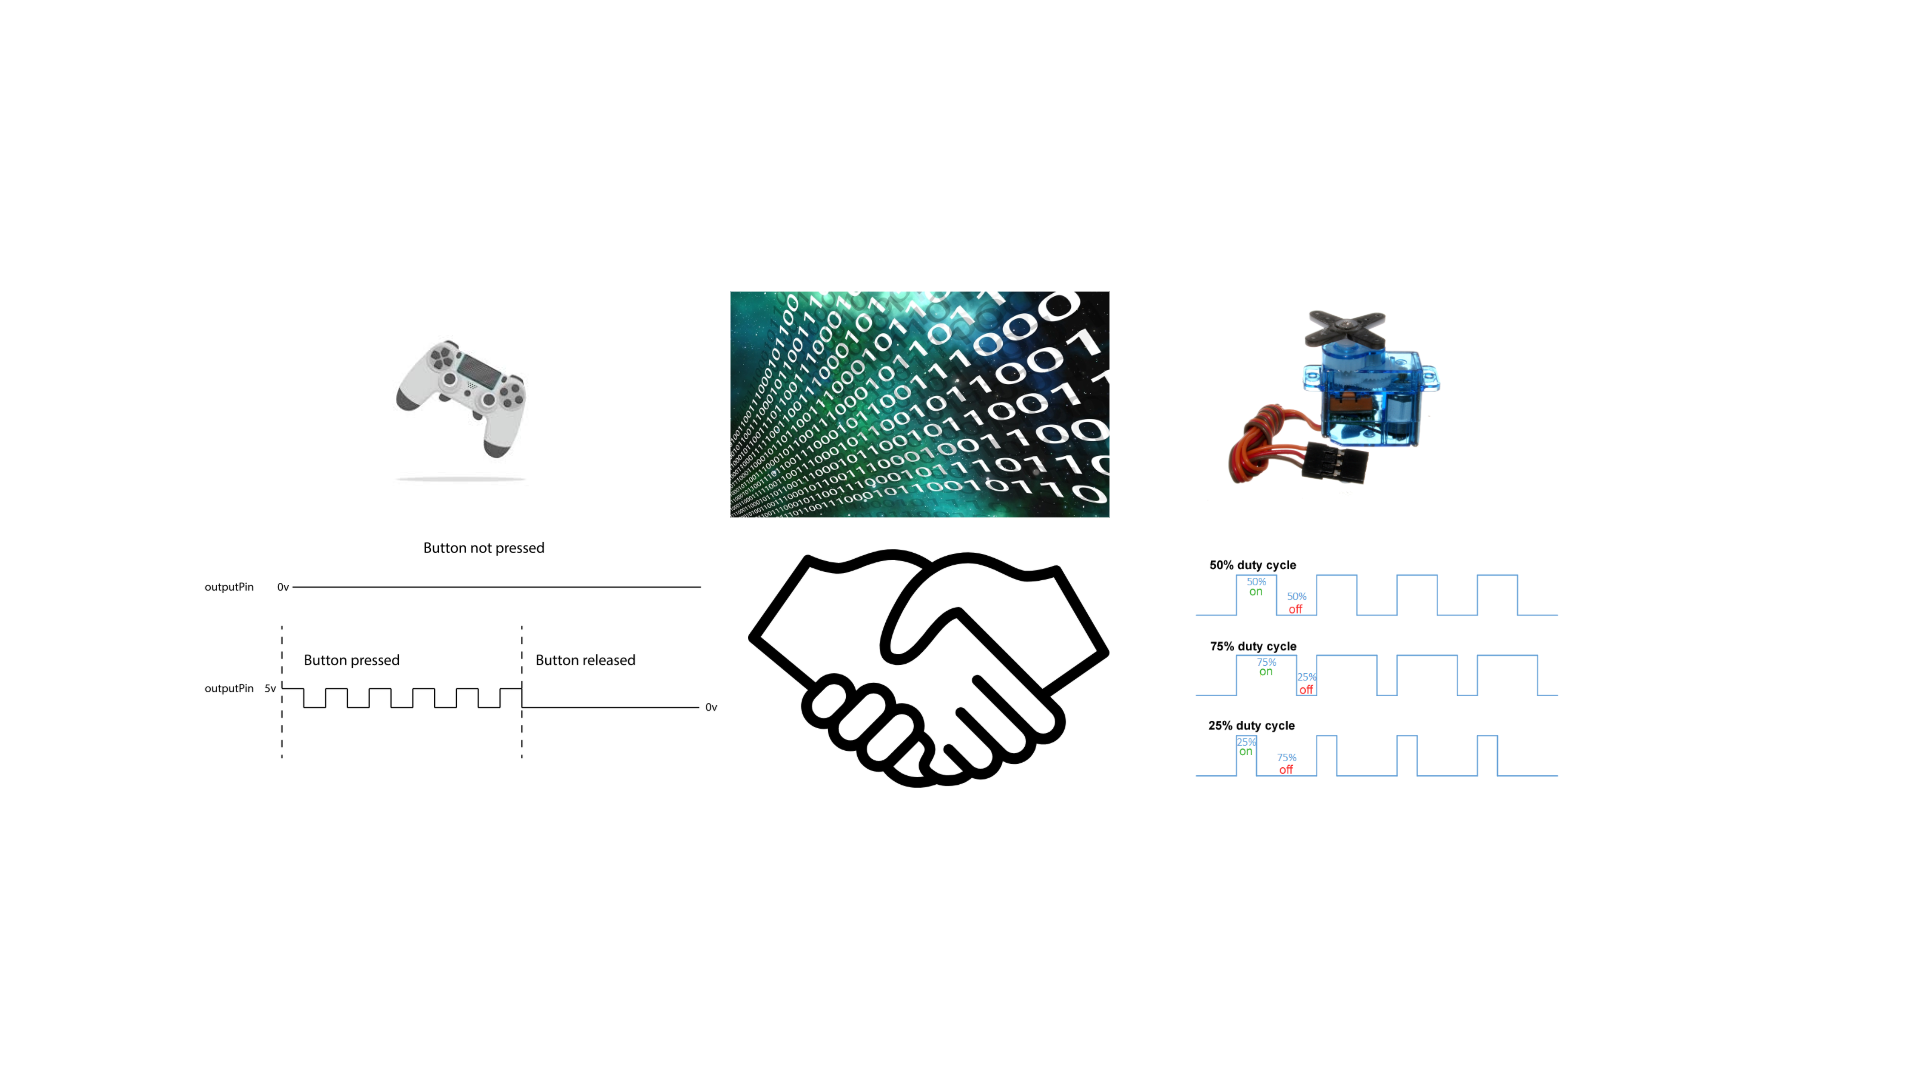 Button not pressed
outputPin 0v
Button pressed
Button released
outputPin 5v
0v
50% duty cycle
50%
on
50%
off
75% duty cycle
75%
on
25%
off
25% duty cycle
25%
on
75%
off